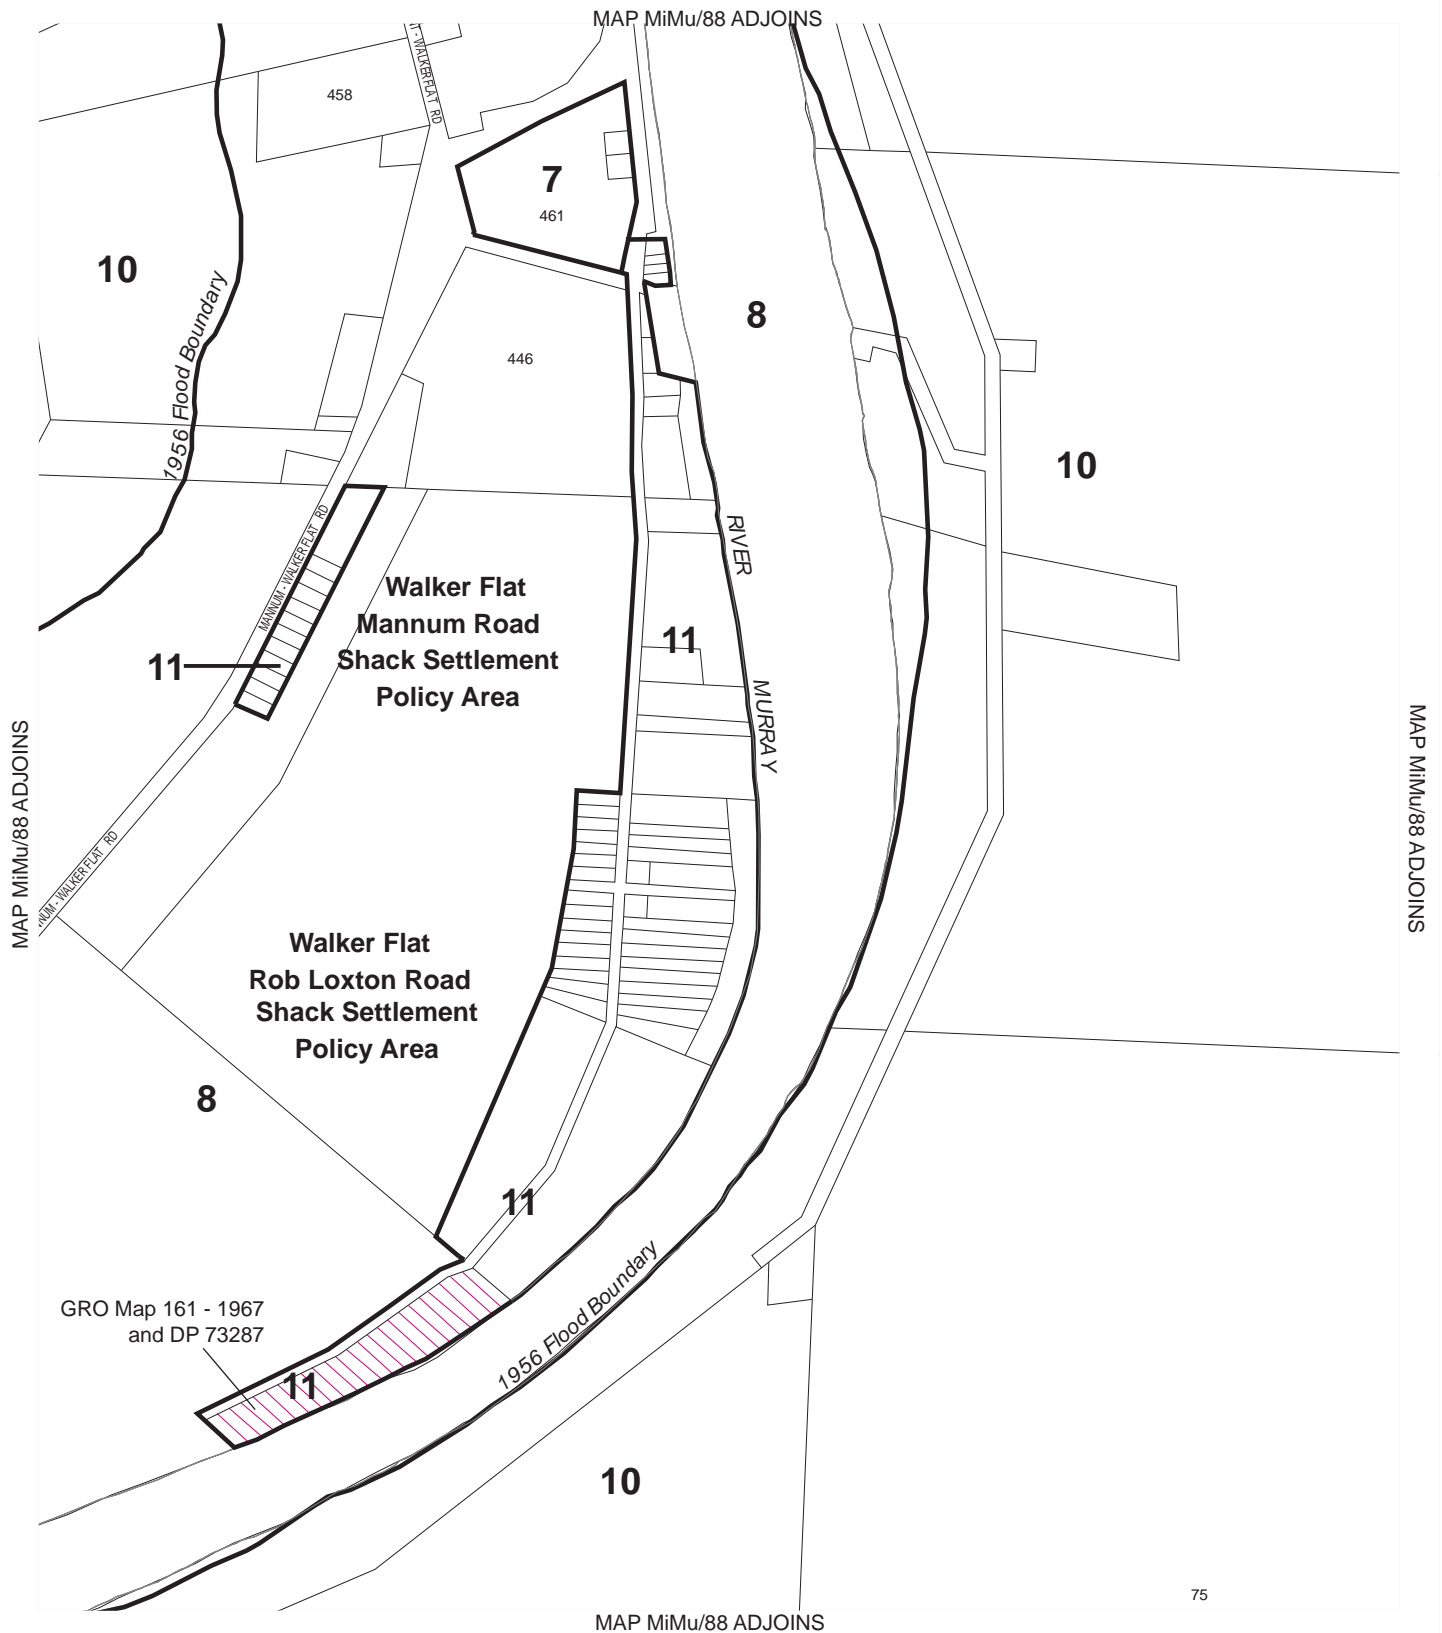 MAP MiMu/88 ADJOINS
T - WALKER FLAT RD
458
7
461
10
1956 Flood Boundary
8
446
10
MANNUM - WALKER FLAT RD
RIVER
Walker Flat
Mannum Road
Shack Settlement
Policy Area
11
11
MURRAY
MAP MiMu/88 ADJOINS
MAP MiMu/88 ADJOINS
NUM - WALKER FLAT RD
Walker Flat
Rob Loxton Road
Shack Settlement
Policy Area
8
11
1956 Flood Boundary
GRO Map 161 - 1967
and DP 73287
11
10
75
MAP MiMu/88 ADJOINS